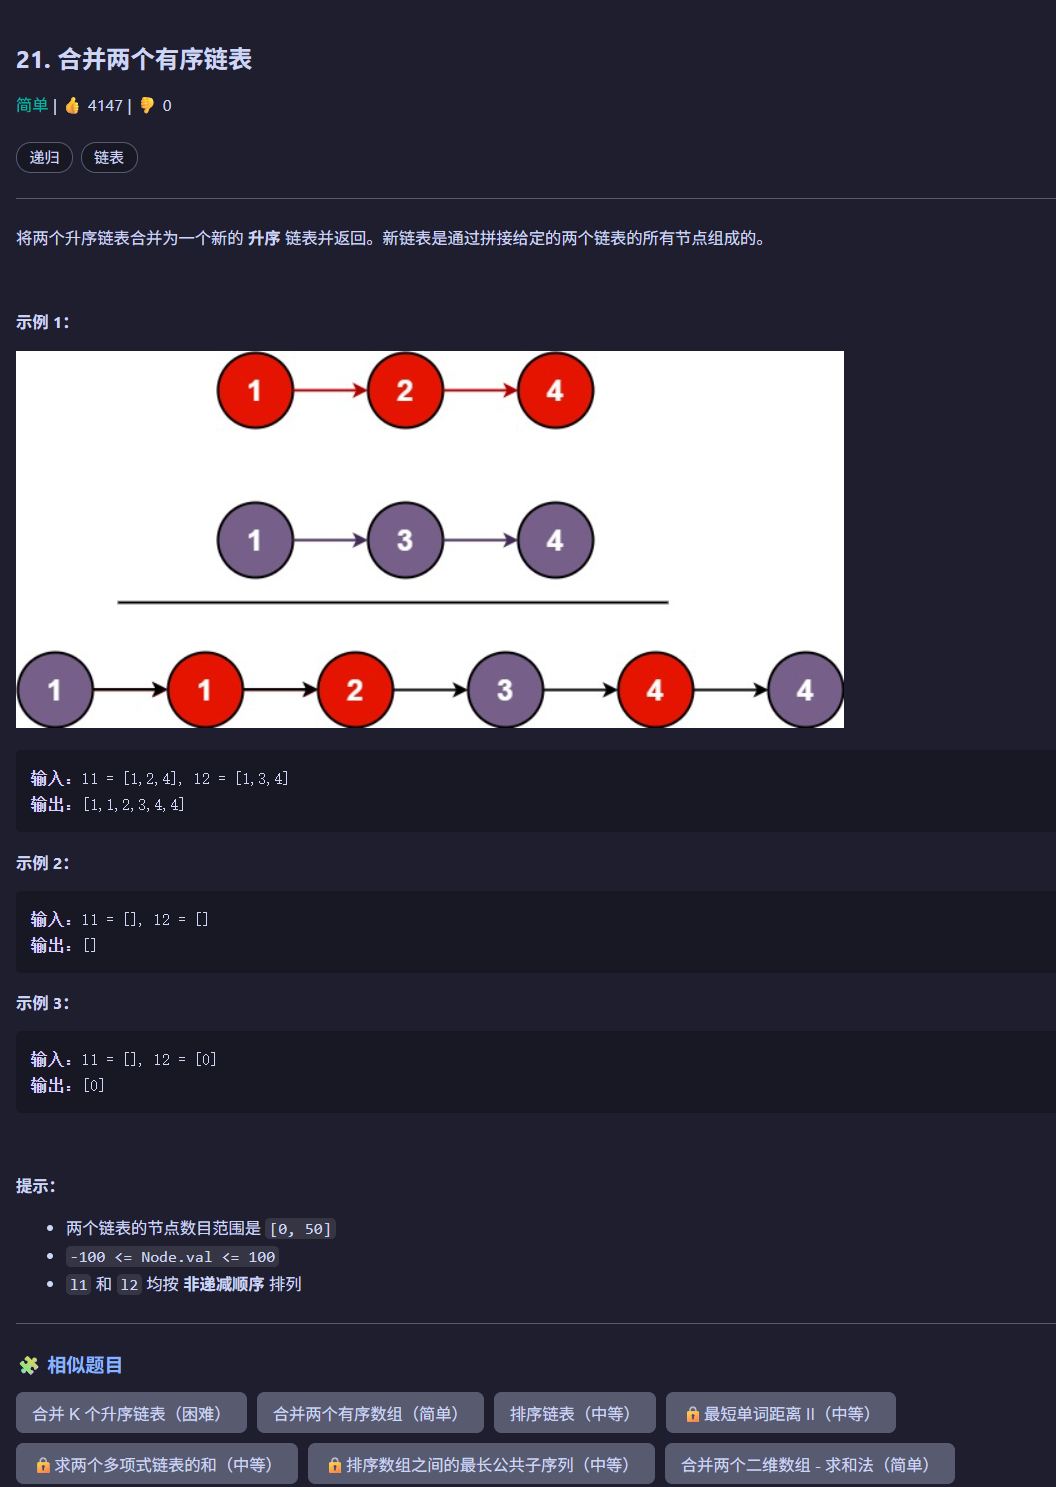 21. 合并两个有序链表
简单 | 👍 4147 | 👎 0
递归 链表
将两个升序链表合并为一个新的 升序 链表并返回。新链表是通过拼接给定的两个链表的所有节点组成的。
示例 1：
1 2 4
1 3 4
1 1 2 3 4 4
输入：l1 = [1,2,4], l2 = [1,3,4]
输出：[1,1,2,3,4,4]
示例 2：
输入：l1 = [], l2 = []
输出：[]
示例 3：
输入：l1 = [], l2 = [0]
输出：[0]
提示：
• 两个链表的节点数目范围是 [0, 50]
• -100 <= Node.val <= 100
• l1 和 l2 均按 非递减顺序 排列
🧩 相似题目
合并 K 个升序链表（困难） 合并两个有序数组（简单） 排序链表（中等） 🔒最短单词距离 II（中等）
🔒求两个多项式链表的和（中等） 🔒排序数组之间的最长公共子序列（中等） 合并两个二维数组 - 求和法（简单）